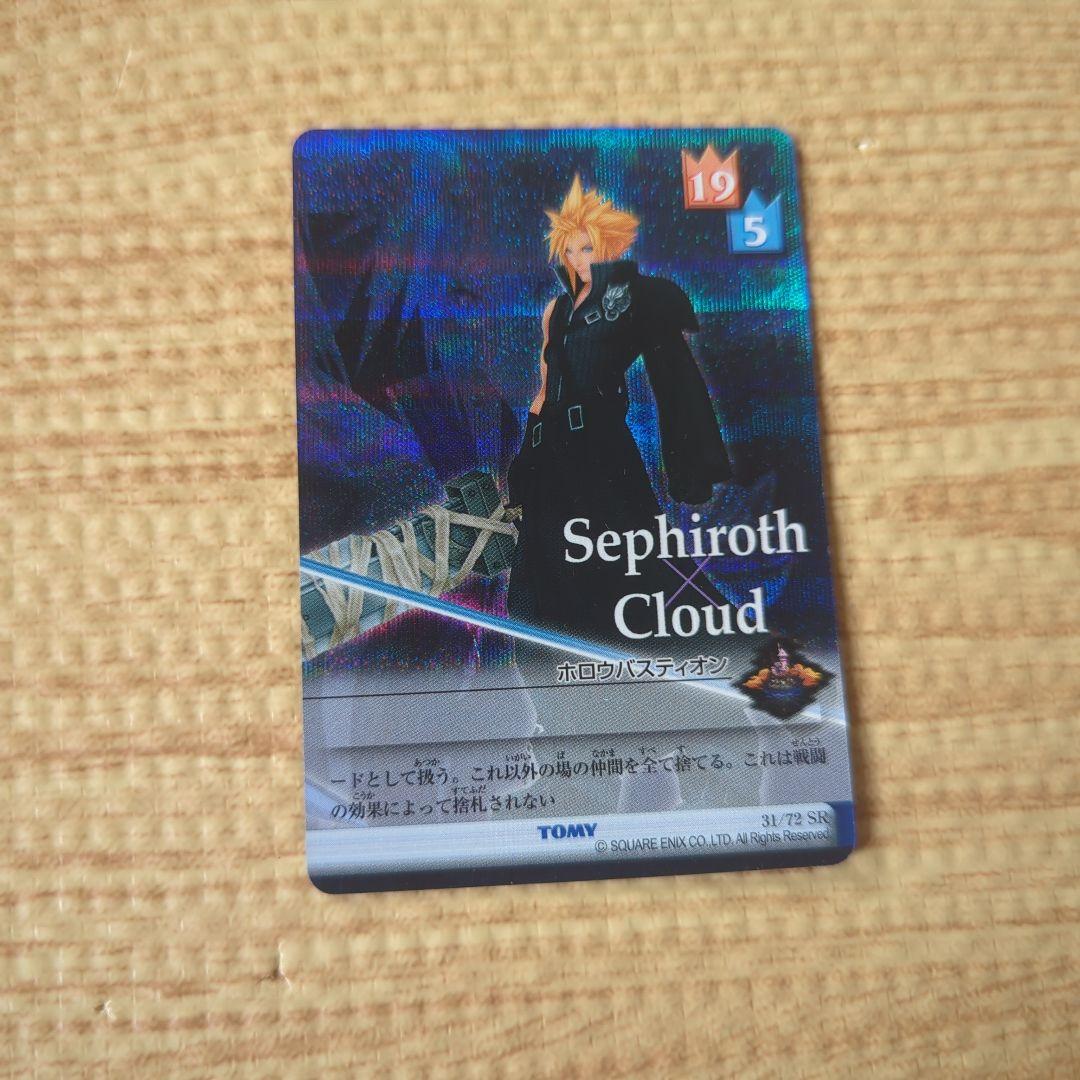 19
5
Sephiroth
×
Cloud
ホロウバスティオン
ードとして扱う。これ以外の場の仲間を全て捨てる。これは戦闘
の効果によって捨札されない
TOMY
31/72 SR
© SQUARE ENIX CO.,LTD. All Rights Reserved